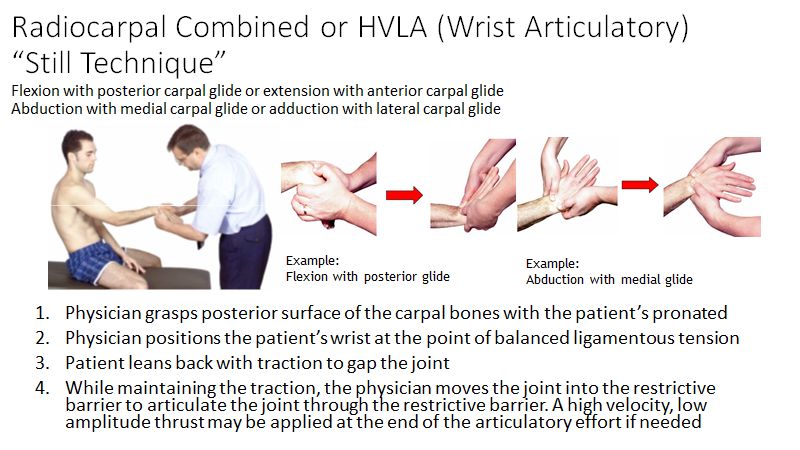 Radiocarpal Combined or HVLA (Wrist Articulatory)
“Still Technique”
Flexion with posterior carpal glide or extension with anterior carpal glide
Abduction with medial carpal glide or adduction with lateral carpal glide
Example:
Flexion with posterior glide
Example:
Abduction with medial glide
1. Physician grasps posterior surface of the carpal bones with the patient’s pronated
2. Physician positions the patient’s wrist at the point of balanced ligamentous tension
3. Patient leans back with traction to gap the joint
4. While maintaining the traction, the physician moves the joint into the restrictive
barrier to articulate the joint through the restrictive barrier. A high velocity, low
amplitude thrust may be applied at the end of the articulatory effort if needed